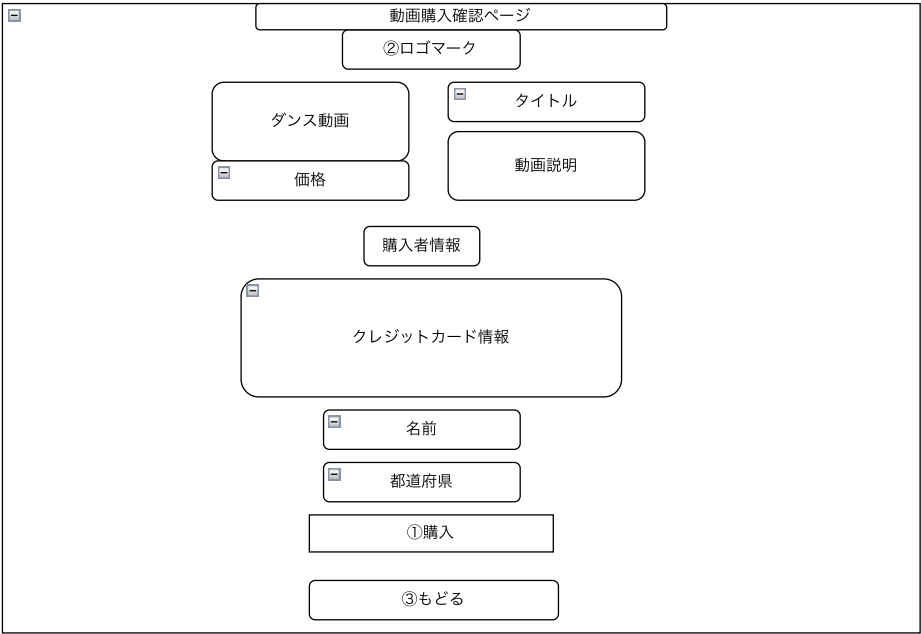 動画購入確認ページ
②ロゴマーク
ダンス動画
タイトル
動画説明
価格
購入者情報
クレジットカード情報
名前
都道府県
①購入
③もどる